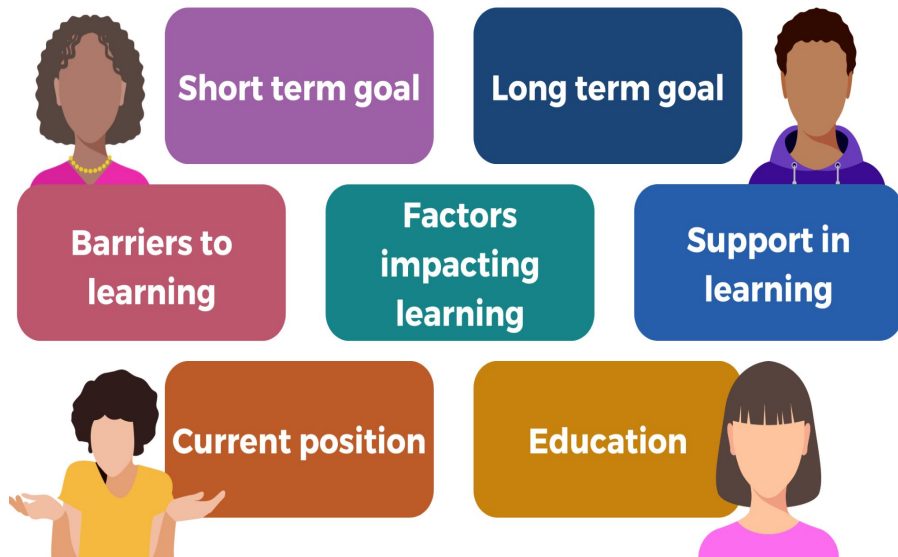 Short term goal
Long term goal
Barriers to
learning
Factors
impacting
learning
Support in
learning
Current position
Education